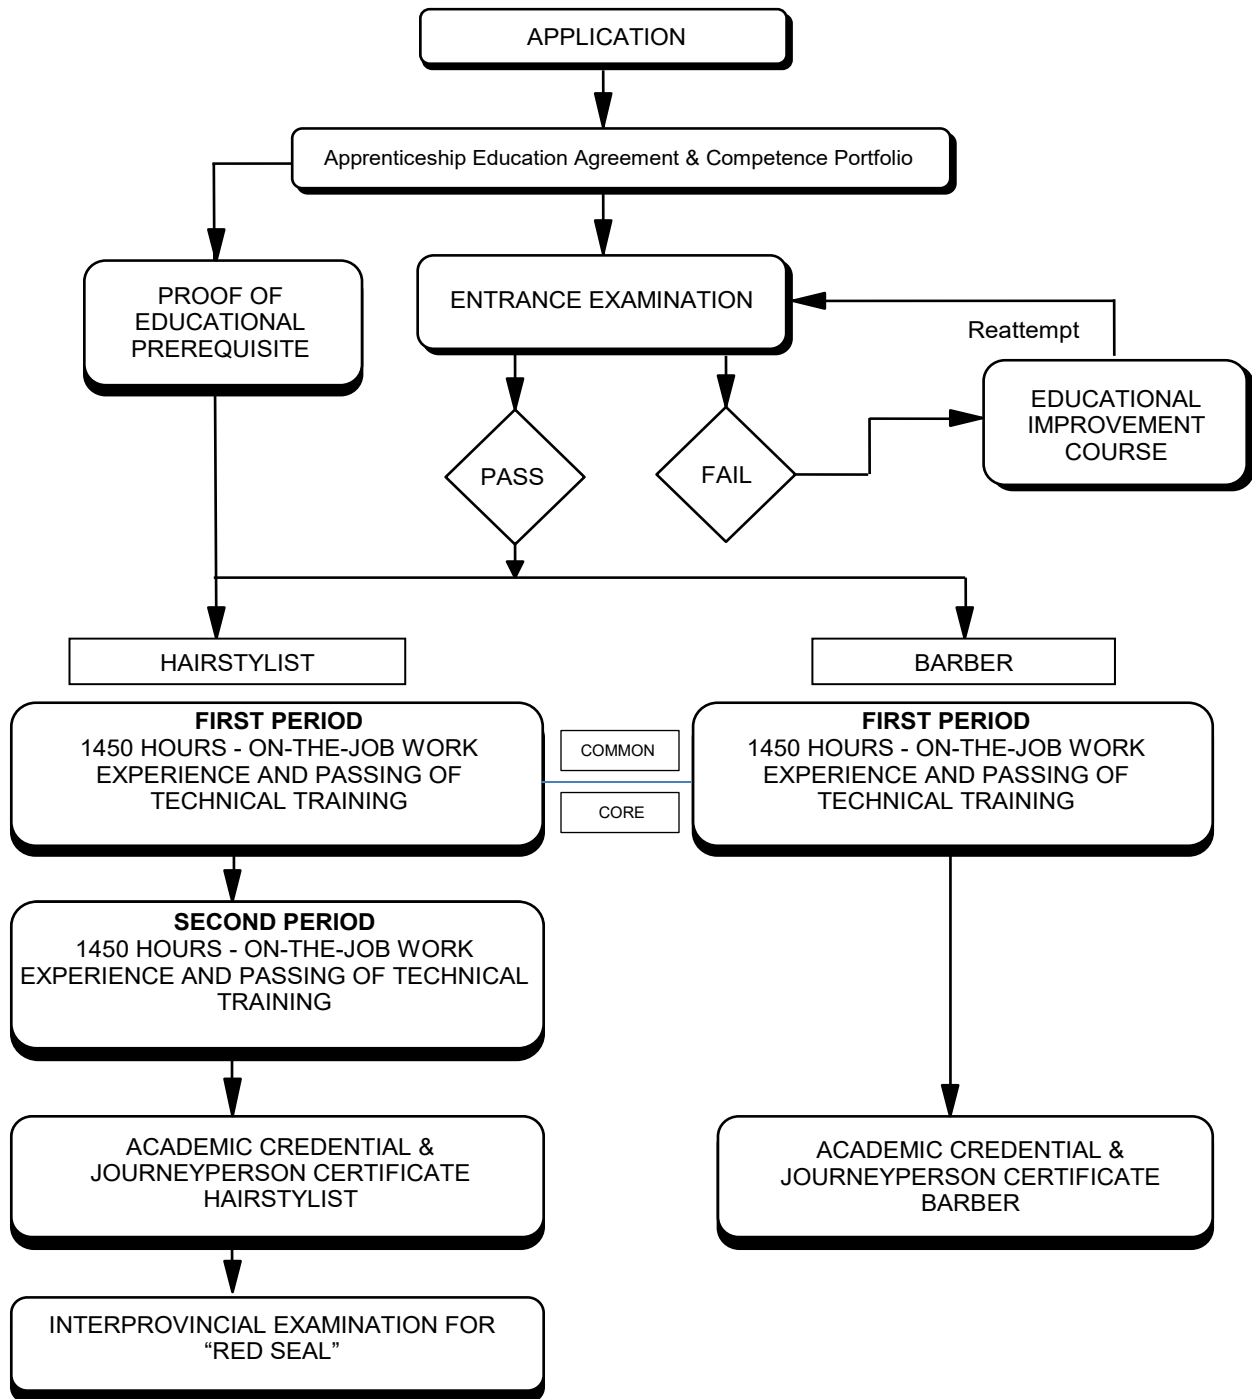 APPLICATION
Apprenticeship Education Agreement & Competence Portfolio
PROOF OF
EDUCATIONAL
PREREQUISITE
ENTRANCE EXAMINATION
Reattempt
EDUCATIONAL
IMPROVEMENT
COURSE
PASS
FAIL
HAIRSTYLIST
BARBER
FIRST PERIOD
1450 HOURS - ON-THE-JOB WORK
EXPERIENCE AND PASSING OF
TECHNICAL TRAINING
COMMON
CORE
FIRST PERIOD
1450 HOURS - ON-THE-JOB WORK
EXPERIENCE AND PASSING OF
TECHNICAL TRAINING
SECOND PERIOD
1450 HOURS - ON-THE-JOB WORK
EXPERIENCE AND PASSING OF TECHNICAL
TRAINING
ACADEMIC CREDENTIAL &
JOURNEYPERSON CERTIFICATE
HAIRSTYLIST
ACADEMIC CREDENTIAL &
JOURNEYPERSON CERTIFICATE
BARBER
INTERPROVINCIAL EXAMINATION FOR
“RED SEAL”